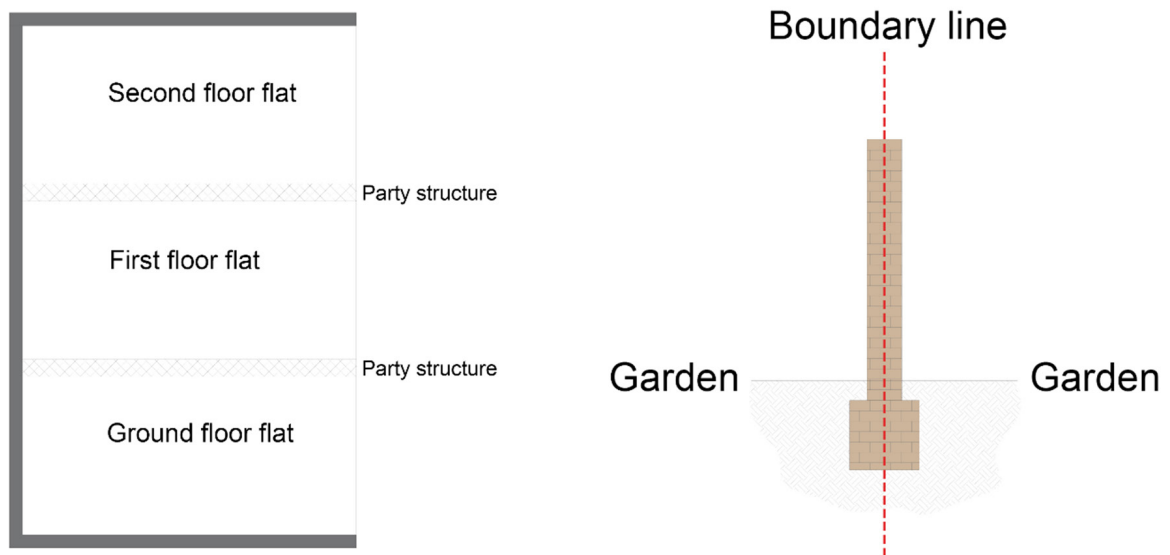 Second floor flat
Party structure
First floor flat
Party structure
Ground floor flat
Boundary line
Garden
Garden